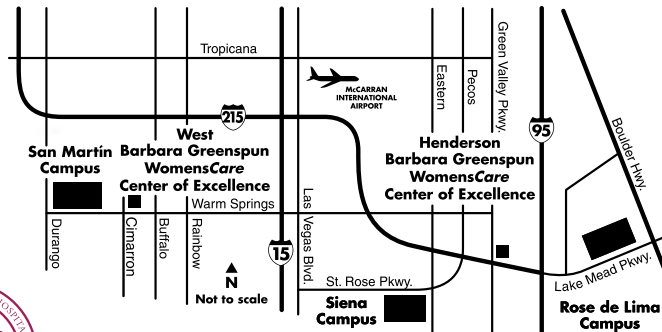 Tropicana
McCARRAN
INTERNATIONAL
AIRPORT
Eastern
Pecos
Green Valley Pkwy.
215
95
Boulder Hwy.
West
Barbara Greenspun
WomensCare
Center of Excellence
San Martín
Campus
Henderson
Barbara Greenspun
WomensCare
Center of Excellence
Warm Springs
Durango
Cimarron
Buffalo
Rainbow
Las Vegas Blvd.
15
N
Not to scale
St. Rose Pkwy.
Siena
Campus
Lake Mead Pkwy.
Rose de Lima
Campus